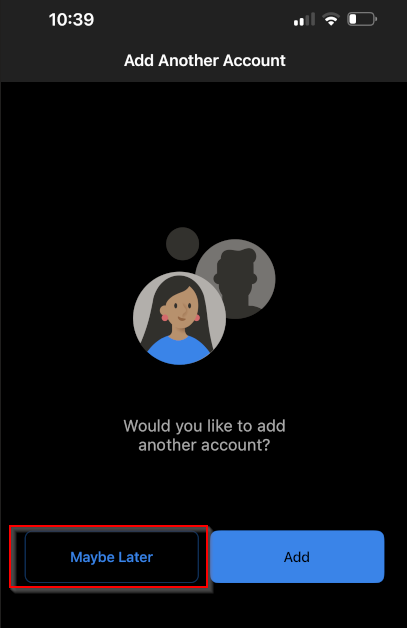 10:39
Add Another Account
Would you like to add
another account?
Maybe Later
Add